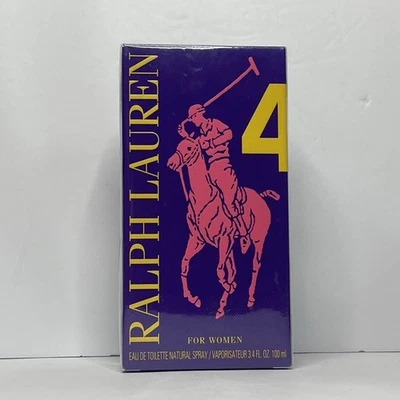 RALPH LAUREN
4
FOR WOMEN
EAU DE TOILETTE NATURAL SPRAY / VAPORISATEUR 3.4 FL. OZ. 100 ml